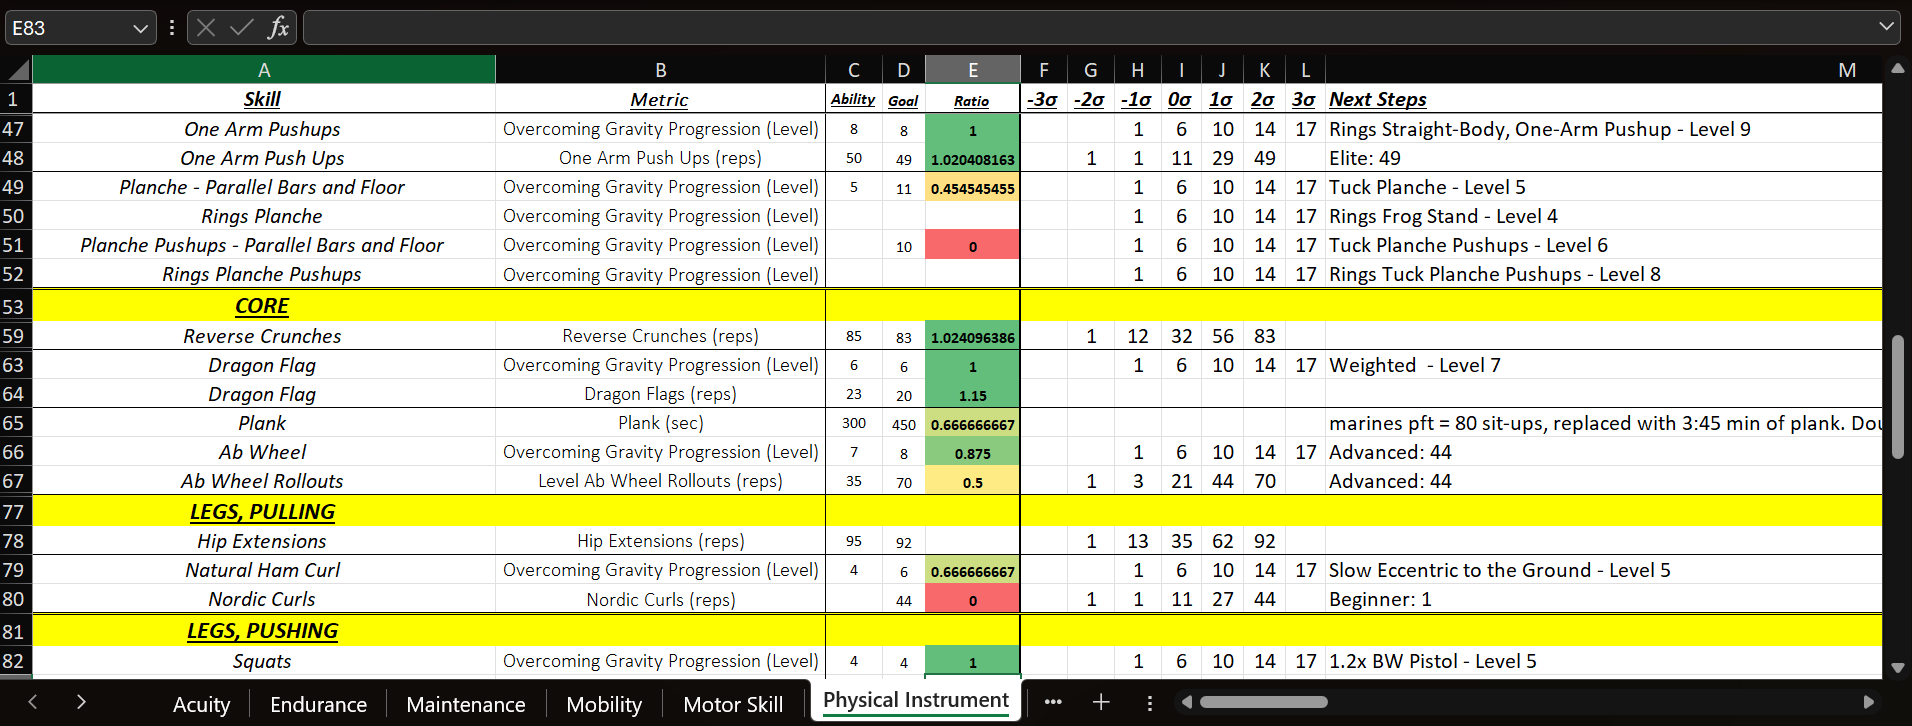 E83 fx
A B C D E F G H I J K L M
1 Skill Metric Ability Goal Ratio -3σ -2σ -1σ 0σ 1σ 2σ 3σ Next Steps
47 One Arm Pushups Overcoming Gravity Progression (Level) 8 8 1 1 6 10 14 17 Rings Straight-Body, One-Arm Pushup - Level 9
48 One Arm Push Ups One Arm Push Ups (reps) 50 49 1.020408163 1 1 11 29 49 Elite: 49
49 Planche - Parallel Bars and Floor Overcoming Gravity Progression (Level) 5 11 0.454545455 1 6 10 14 17 Tuck Planche - Level 5
50 Rings Planche Overcoming Gravity Progression (Level) 1 6 10 14 17 Rings Frog Stand - Level 4
51 Planche Pushups - Parallel Bars and Floor Overcoming Gravity Progression (Level) 10 0 1 6 10 14 17 Tuck Planche Pushups - Level 6
52 Rings Planche Pushups Overcoming Gravity Progression (Level) 1 6 10 14 17 Rings Tuck Planche Pushups - Level 8
53 CORE
59 Reverse Crunches Reverse Crunches (reps) 85 83 1.024096386 1 12 32 56 83
63 Dragon Flag Overcoming Gravity Progression (Level) 6 6 1 1 6 10 14 17 Weighted - Level 7
64 Dragon Flag Dragon Flags (reps) 23 20 1.15
65 Plank Plank (sec) 300 450 0.666666667 marines pft = 80 sit-ups, replaced with 3:45 min of plank. Dou
66 Ab Wheel Overcoming Gravity Progression (Level) 7 8 0.875 1 6 10 14 17 Advanced: 44
67 Ab Wheel Rollouts Level Ab Wheel Rollouts (reps) 35 70 0.5 1 3 21 44 70 Advanced: 44
77 LEGS, PULLING
78 Hip Extensions Hip Extensions (reps) 95 92 1 13 35 62 92
79 Natural Ham Curl Overcoming Gravity Progression (Level) 4 6 0.666666667 1 6 10 14 17 Slow Eccentric to the Ground - Level 5
80 Nordic Curls Nordic Curls (reps) 44 0 1 1 11 27 44 Beginner: 1
81 LEGS, PUSHING
82 Squats Overcoming Gravity Progression (Level) 4 4 1 1 6 10 14 17 1.2x BW Pistol - Level 5
Acuity Endurance Maintenance Mobility Motor Skill Physical Instrument